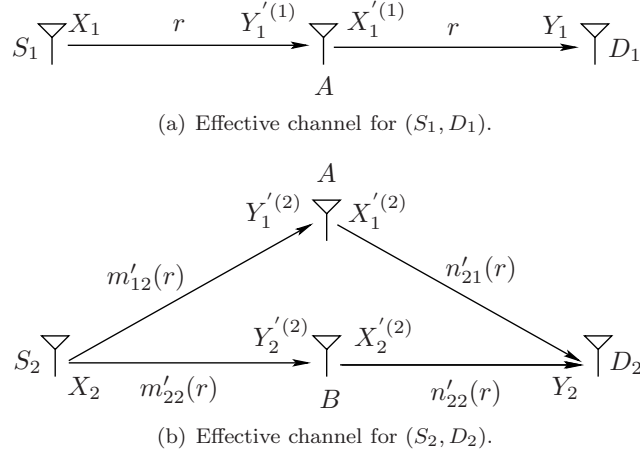 S_1 X_1 r Y_1^{'(1)} X_1^{'(1)} r Y_1 D_1
A
(a) Effective channel for (S_1, D_1).
A
Y_1^{'(2)} X_1^{'(2)}
m'_{12}(r) n'_{21}(r)
S_2 Y_2^{'(2)} X_2^{'(2)} D_2
X_2 m'_{22}(r) B n'_{22}(r) Y_2
(b) Effective channel for (S_2, D_2).